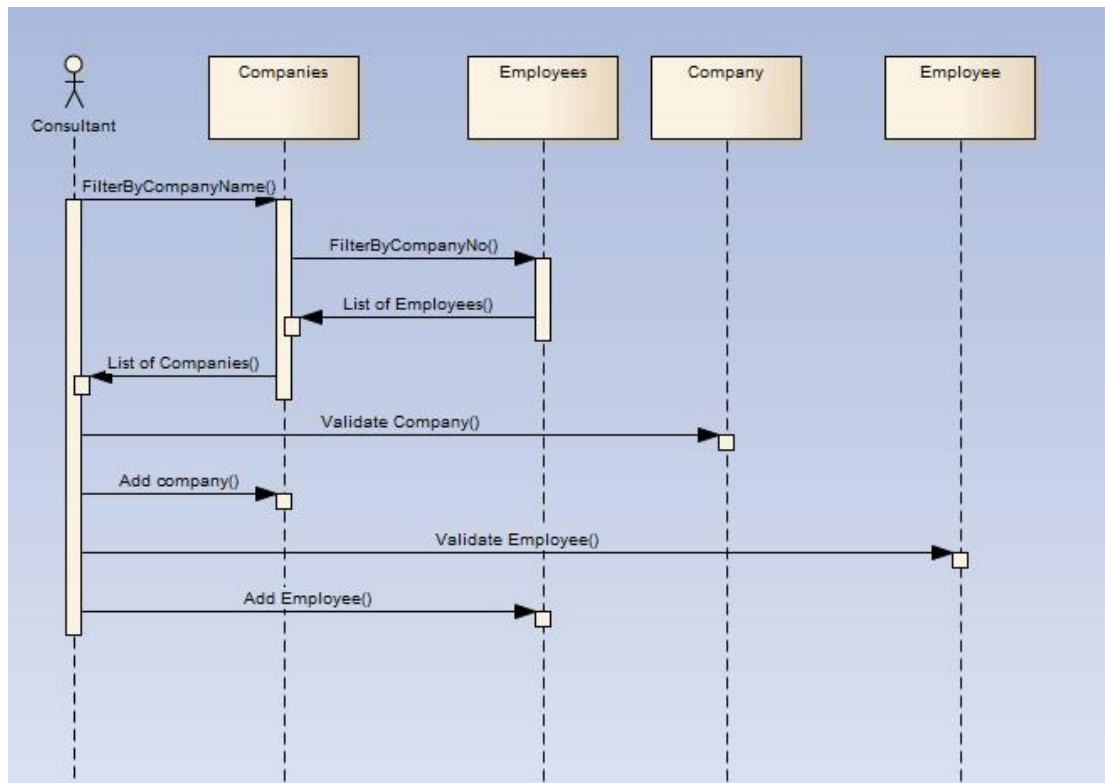 Companies
Employees
Company
Employee
Consultant
FilterByCompanyName()
FilterByCompanyNo()
List of Employees()
List of Companies()
Validate Company()
Add company()
Validate Employee()
Add Employee()